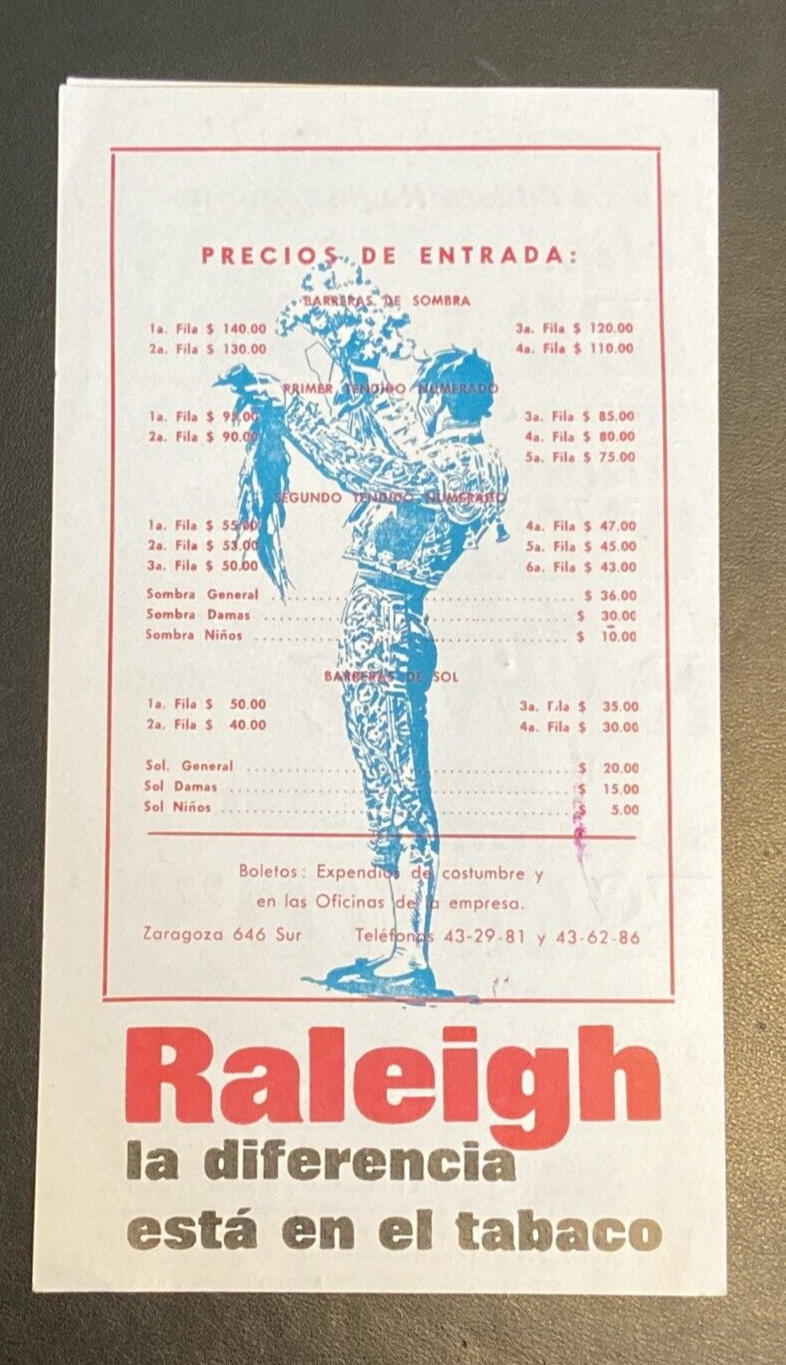 PRECIOS DE ENTRADA:
BARRERAS DE SOMBRA
1a. Fila $ 140.00 3a. Fila $ 120.00
2a. Fila $ 130.00 4a. Fila $ 110.00
PRIMER TENDIDO NUMERADO
1a. Fila $ 95.00 3a. Fila $ 85.00
2a. Fila $ 90.00 4a. Fila $ 80.00
5a. Fila $ 75.00
SEGUNDO TENDIDO NUMERADO
1a. Fila $ 55.00 4a. Fila $ 47.00
2a. Fila $ 53.00 5a. Fila $ 45.00
3a. Fila $ 50.00 6a. Fila $ 43.00
Sombra General $ 36.00
Sombra Damas $ 30.00
Sombra Niños $ 10.00
BARRERAS DE SOL
1a. Fila $ 50.00 3a. Fila $ 35.00
2a. Fila $ 40.00 4a. Fila $ 30.00
Sol. General $ 20.00
Sol Damas $ 15.00
Sol Niños $ 5.00
Boletos: Expendios de costumbre y
en las Oficinas de la empresa.
Zaragoza 646 Sur Teléfonos 43-29-81 y 43-62-86
Raleigh
la diferencia
está en el tabaco